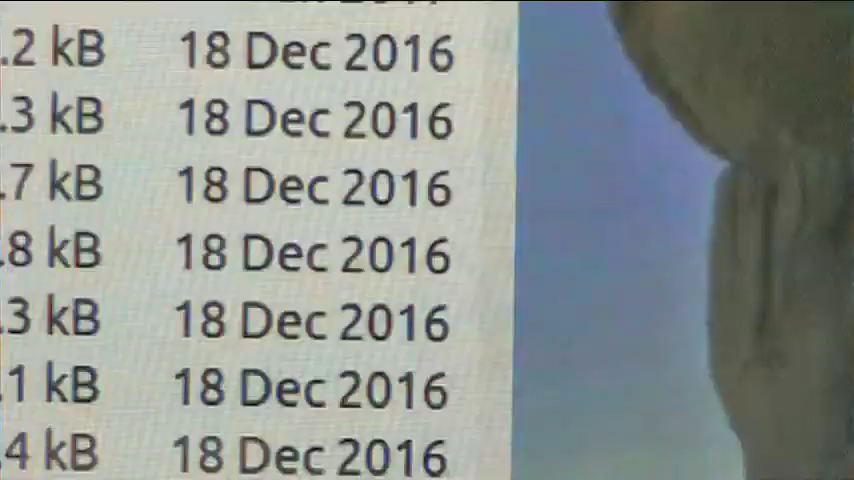 .2 kB 18 Dec 2016
.3 kB 18 Dec 2016
.7 kB 18 Dec 2016
.8 kB 18 Dec 2016
.3 kB 18 Dec 2016
.1 kB 18 Dec 2016
.4 kB 18 Dec 2016